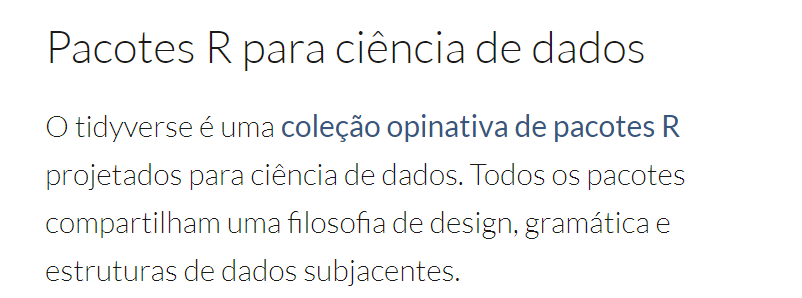 Pacotes R para ciência de dados
O tidyverse é uma coleção opinativa de pacotes R
projetados para ciência de dados. Todos os pacotes
compartilham uma filosofia de design, gramática e
estruturas de dados subjacentes.